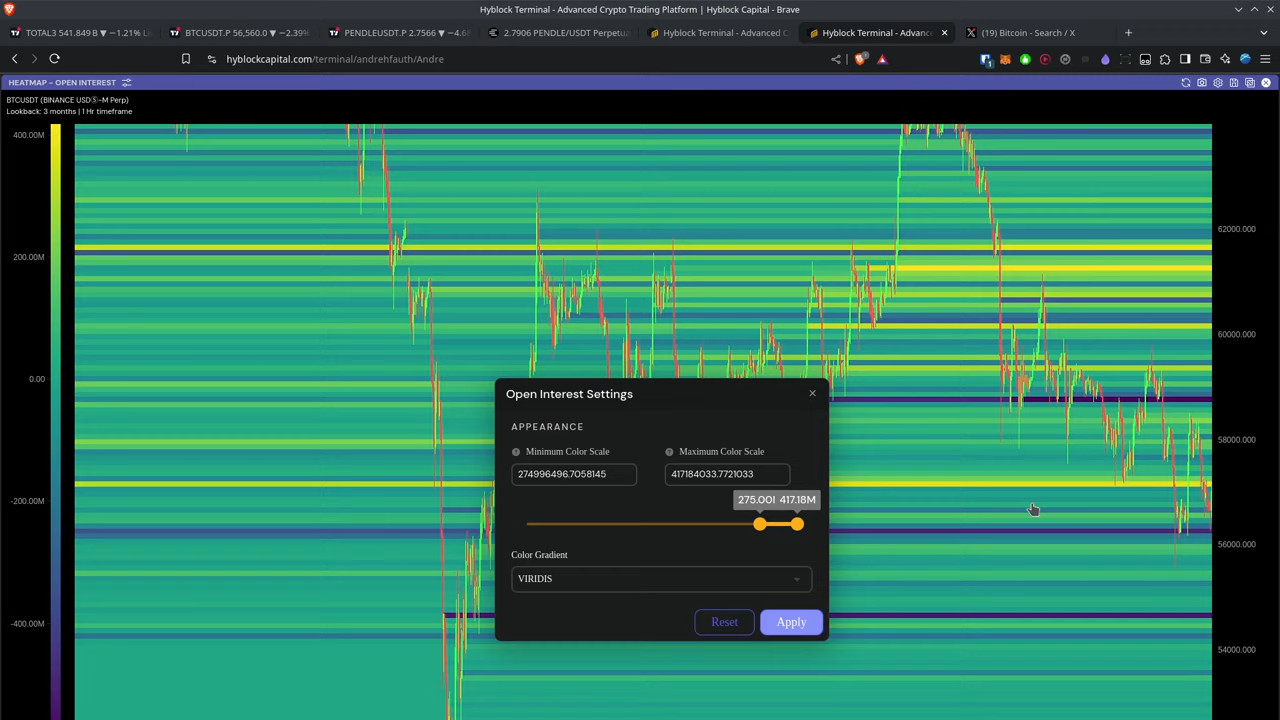 Hyblock Terminal - Advanced Crypto Trading Platform | Hyblock Capital - Brave
TOTAL3 541.849 B ▼ −1.21%
BTCUSDT.P 56,560.0 ▼ −2.39%
PENDLEUSDT.P 2.7566 ▼
2.7906 PENDLE/USDT Perpetu
Hyblock Terminal - Advanced C
Hyblock Terminal - Advanc
(19) Bitcoin - Search / X
hyblockcapital.com/terminal/andrehfauth/Andre
HEATMAP - OPEN INTEREST
BTCUSDT (BINANCE USDⓈ-M Perp)
Lookback: 3 months | 1 Hr timeframe
400.00M
200.00M
0.00
-200.00M
-400.00M
62000.000
60000.000
58000.000
56000.000
54000.000
Open Interest Settings
APPEARANCE
Minimum Color Scale
Maximum Color Scale
274996496.7058145
417184033.7721033
275.00 417.18M
Color Gradient
VIRIDIS
Reset
Apply